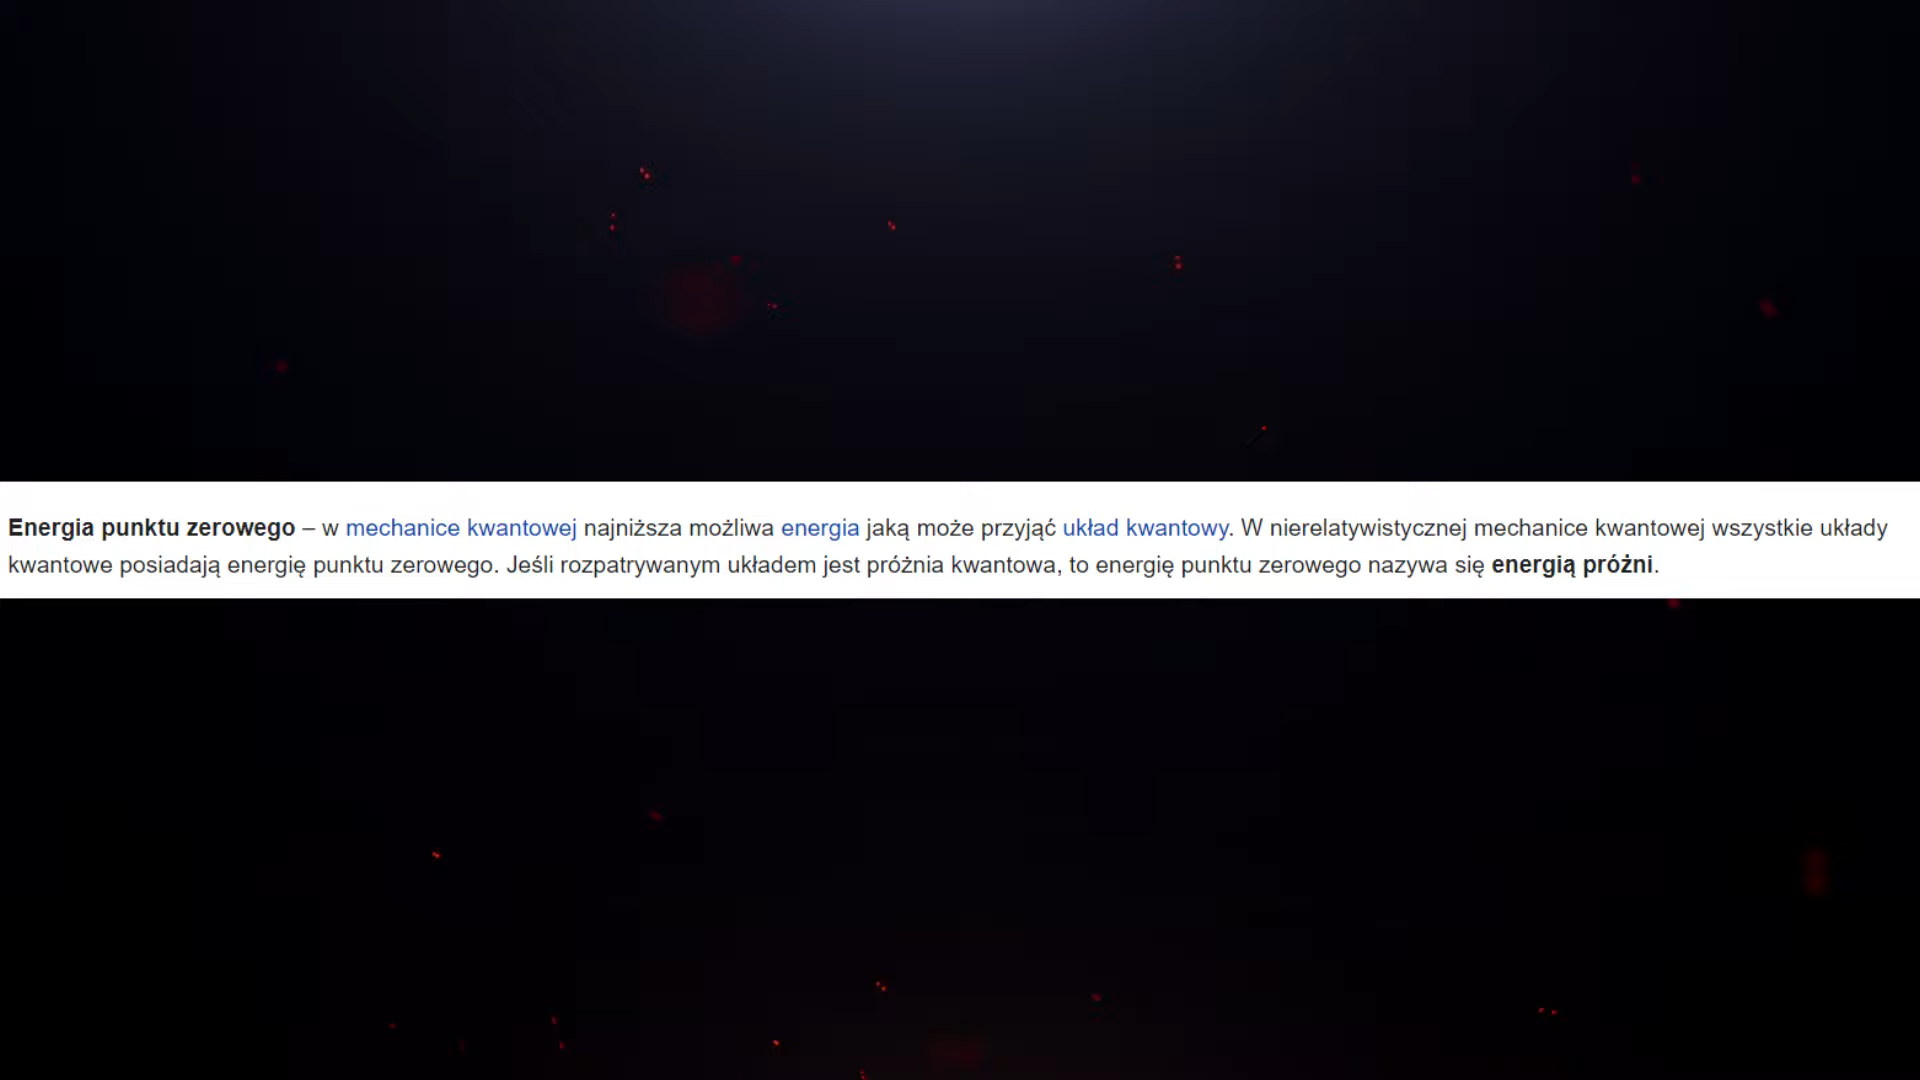 Energia punktu zerowego – w mechanice kwantowej najniższa możliwa energia jaką może przyjąć układ kwantowy. W nierelatywistycznej mechanice kwantowej wszystkie układy
kwantowe posiadają energię punktu zerowego. Jeśli rozpatrywanym układem jest próżnia kwantowa, to energię punktu zerowego nazywa się energią próżni.